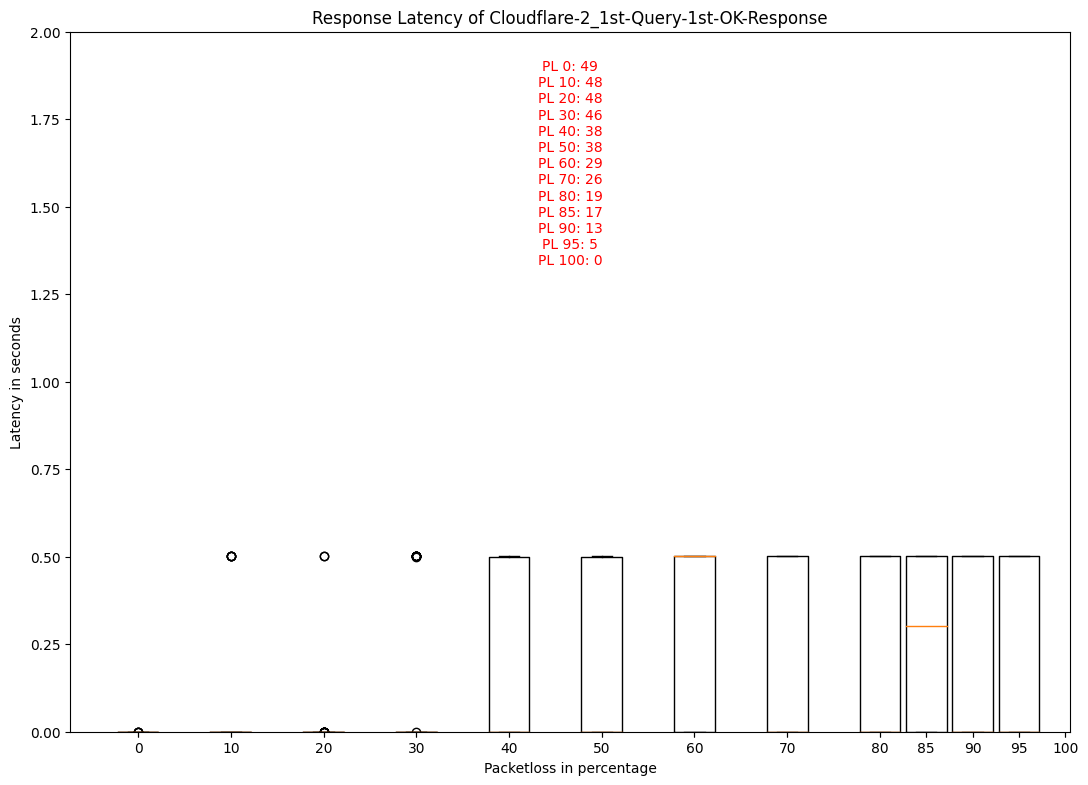 Response Latency of Cloudflare-2_1st-Query-1st-OK-Response
2.00
1.75
1.50
1.25
1.00
0.75
0.50
0.25
0.00
Latency in seconds
PL 0: 49
PL 10: 48
PL 20: 48
PL 30: 46
PL 40: 38
PL 50: 38
PL 60: 29
PL 70: 26
PL 80: 19
PL 85: 17
PL 90: 13
PL 95: 5
PL 100: 0
0 10 20 30 40 50 60 70 80 85 90 95 100
Packetloss in percentage